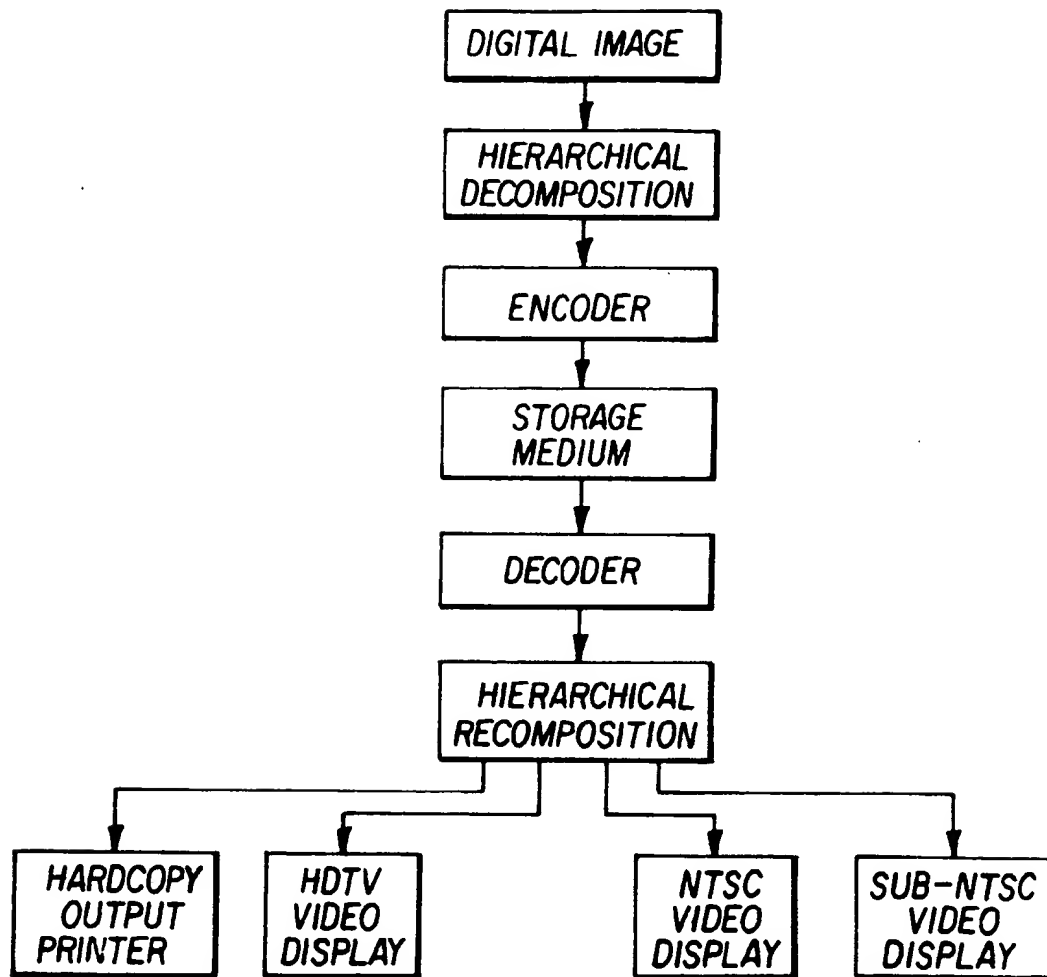 DIGITAL IMAGE
HIERARCHICAL
DECOMPOSITION
ENCODER
STORAGE
MEDIUM
DECODER
HIERARCHICAL
RECOMPOSITION
HARDCOPY
OUTPUT
PRINTER
HDTV
VIDEO
DISPLAY
NTSC
VIDEO
DISPLAY
SUB-NTSC
VIDEO
DISPLAY